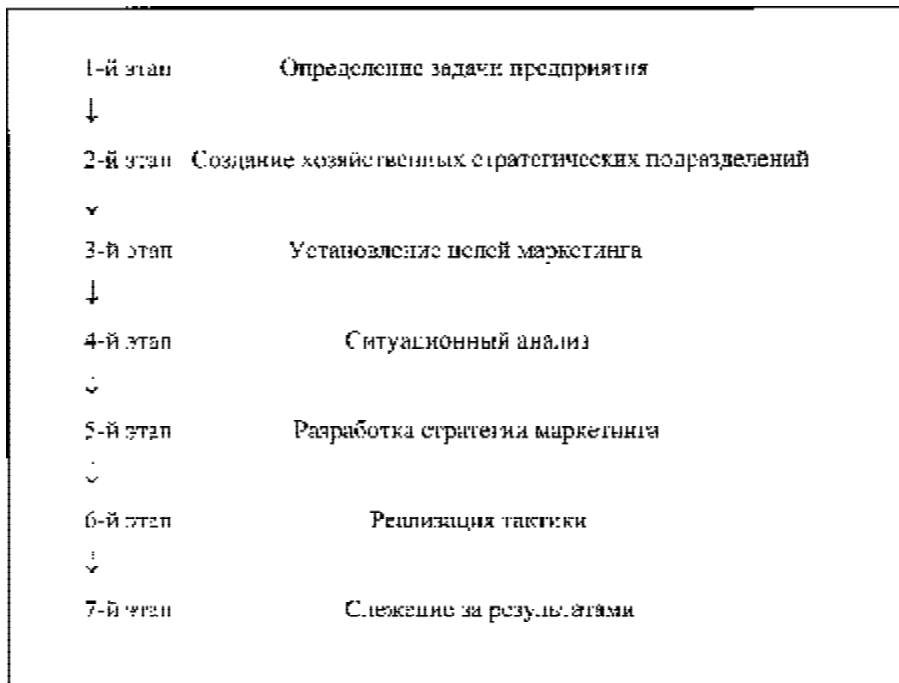 1-й этап Определение задачи предприятия
↓
2-й этап Создание хозяйственных стратегических подразделений
↓
3-й этап Установление целей маркетинга
↓
4-й этап Ситуационный анализ
↓
5-й этап Разработка стратегии маркетинга
↓
6-й этап Реализация тактики
↓
7-й этап Слежение за результатами